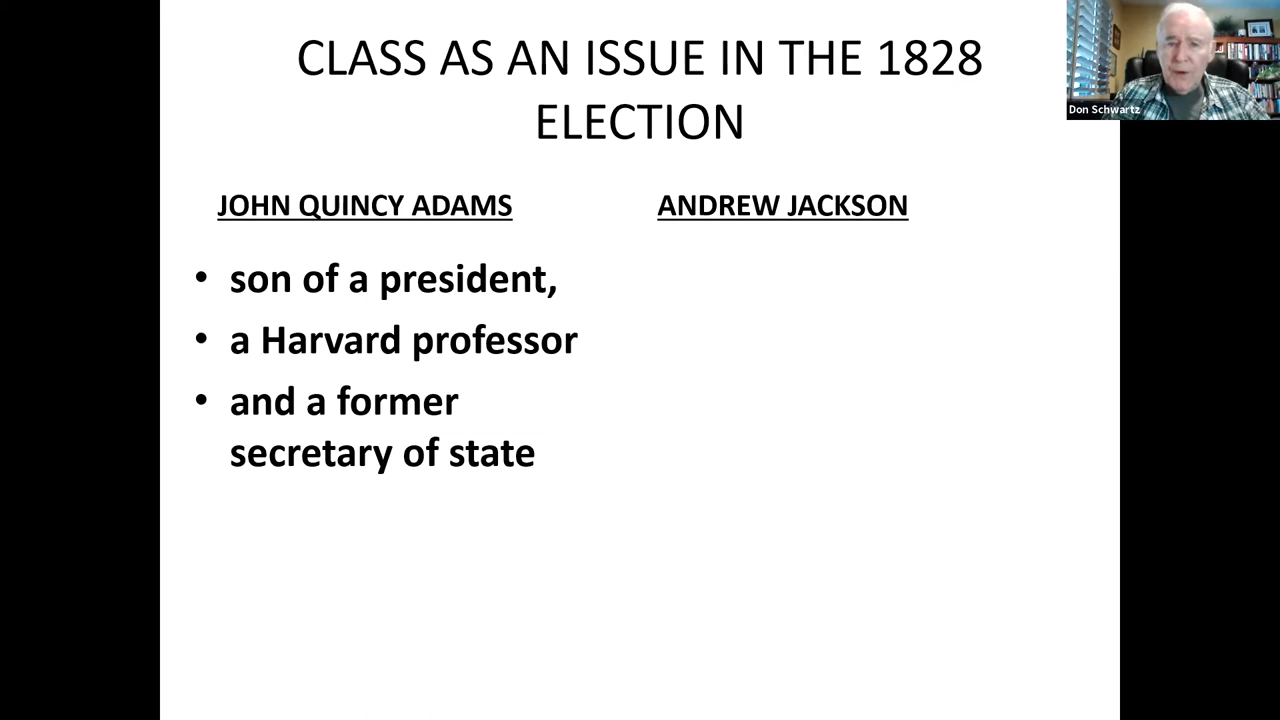 CLASS AS AN ISSUE IN THE 1828
ELECTION
Don Schwartz
JOHN QUINCY ADAMS
ANDREW JACKSON
• son of a president,
• a Harvard professor
• and a former
secretary of state